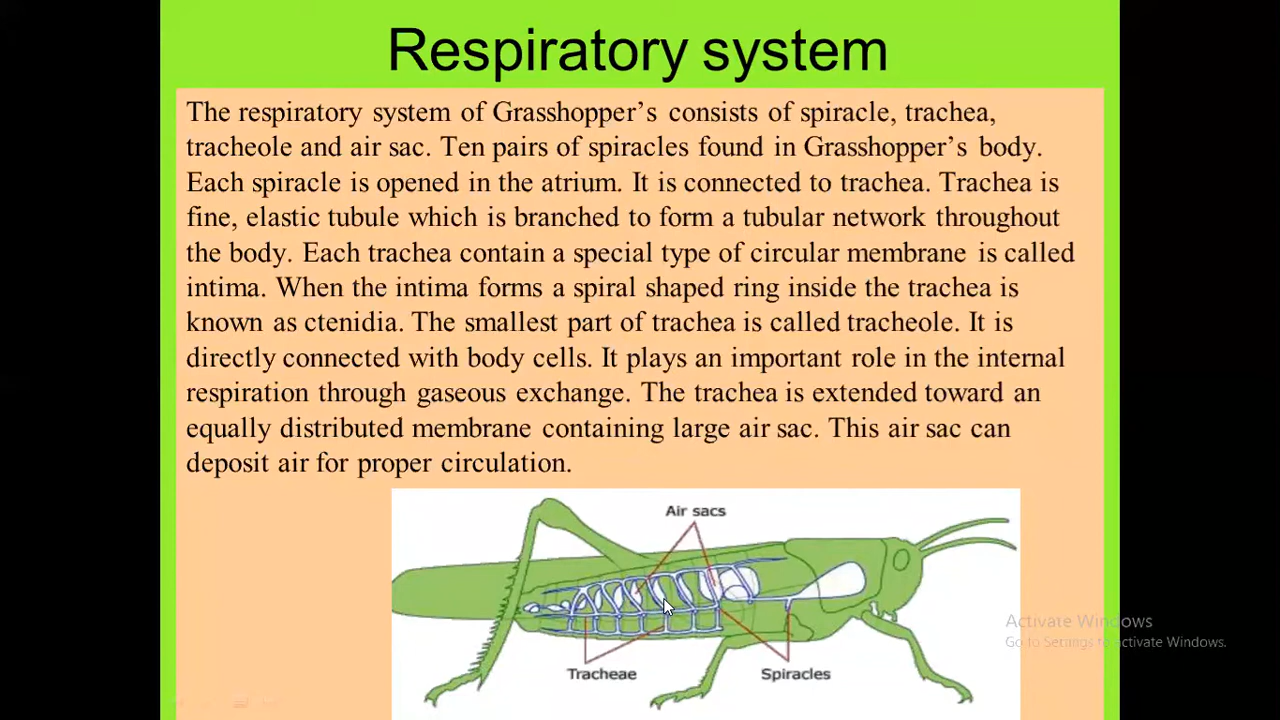 Respiratory system
The respiratory system of Grasshopper’s consists of spiracle, trachea,
tracheole and air sac. Ten pairs of spiracles found in Grasshopper’s body.
Each spiracle is opened in the atrium. It is connected to trachea. Trachea is
fine, elastic tubule which is branched to form a tubular network throughout
the body. Each trachea contain a special type of circular membrane is called
intima. When the intima forms a spiral shaped ring inside the trachea is
known as ctenidia. The smallest part of trachea is called tracheole. It is
directly connected with body cells. It plays an important role in the internal
respiration through gaseous exchange. The trachea is extended toward an
equally distributed membrane containing large air sac. This air sac can
deposit air for proper circulation.
Air sacs
Activate Windows
Go to Settings to Activate Windows.
Tracheae
Spiracles